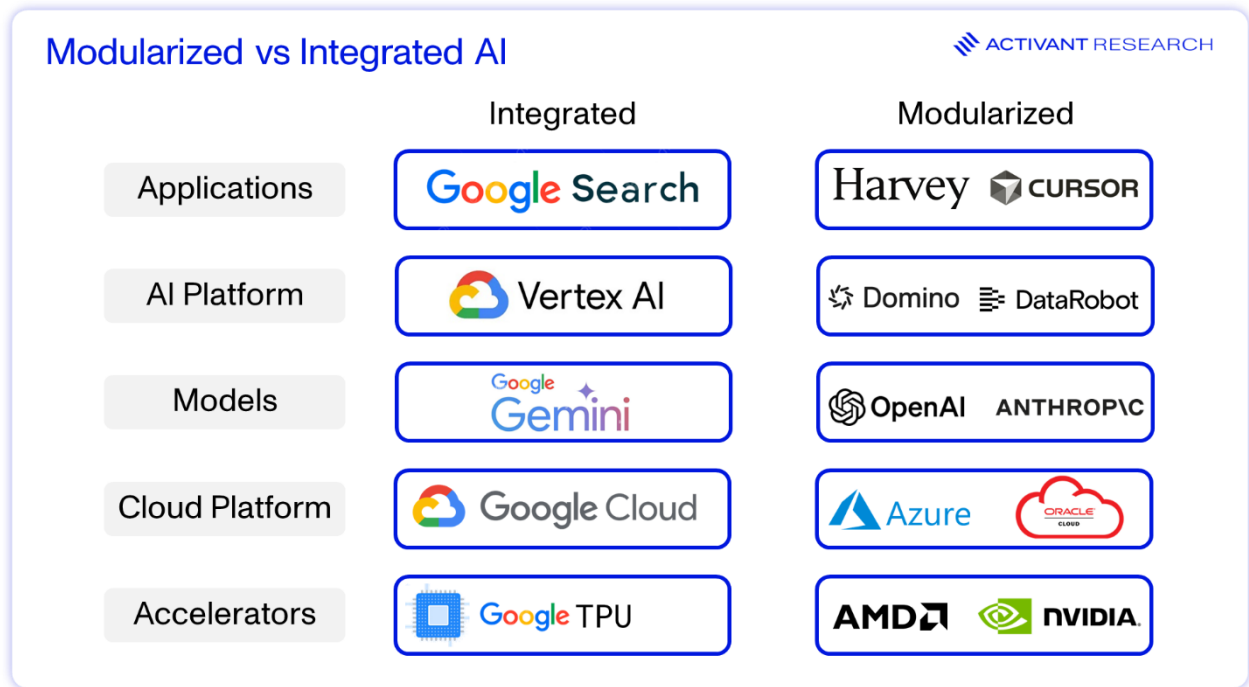 Modularized vs Integrated AI
ACTIVANT RESEARCH
Integrated Modularized
Applications Google Search Harvey CURSOR
AI Platform Vertex AI Domino DataRobot
Models Google Gemini OpenAI ANTHROP\C
Cloud Platform Google Cloud Azure ORACLE CLOUD
Accelerators Google TPU AMD NVIDIA.